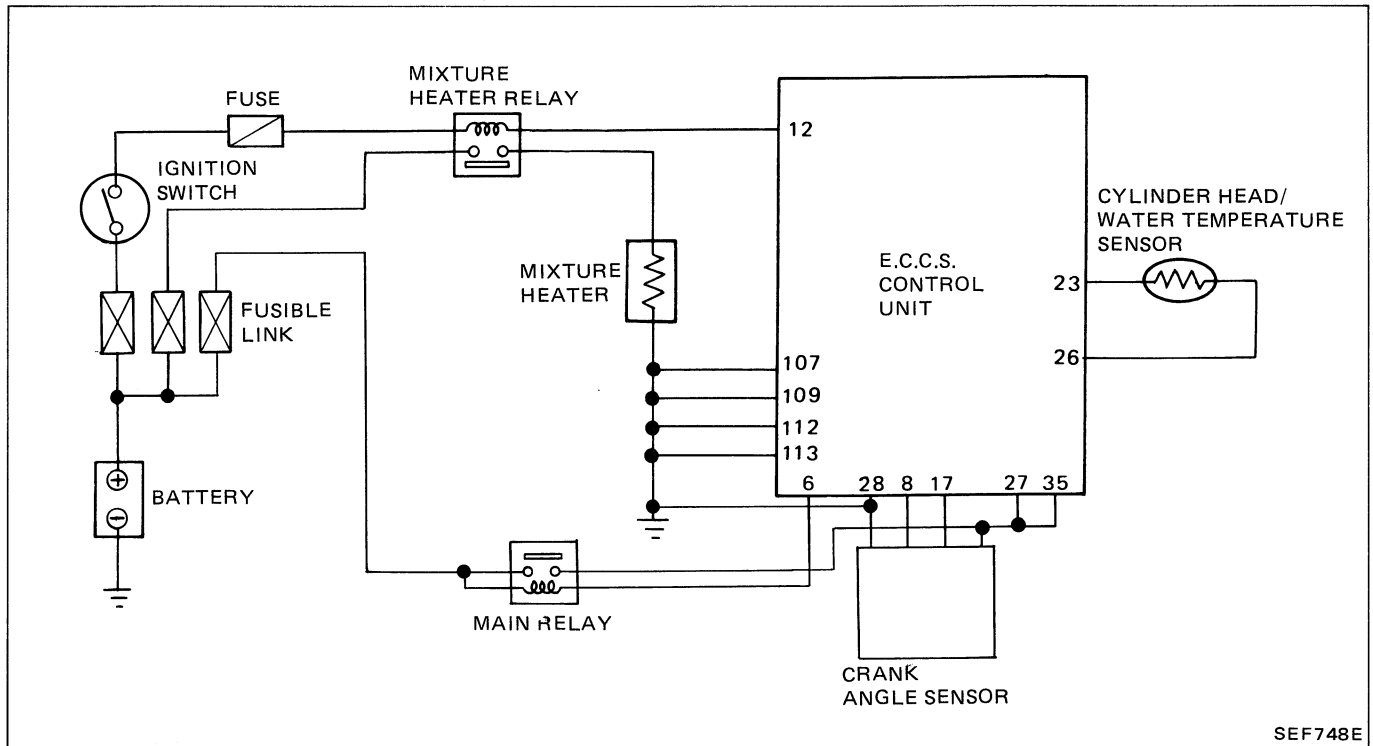 MIXTURE
HEATER RELAY
FUSE
IGNITION
SWITCH
FUSIBLE
LINK
BATTERY
+
−
MIXTURE
HEATER
MAIN RELAY
12
E.C.C.S.
CONTROL
UNIT
23
26
107
109
112
113
6 28 8 17 27 35
CYLINDER HEAD/
WATER TEMPERATURE
SENSOR
CRANK
ANGLE SENSOR
SEF748E